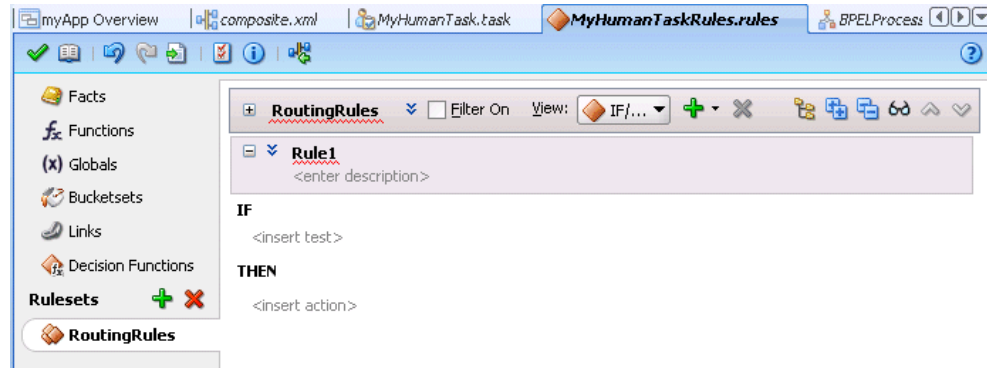 myApp Overview composite.xml MyHumanTask.task MyHumanTaskRules.rules BPELProcess
Facts
Functions
(x) Globals
Bucketsets
Links
Decision Functions
Rulesets
RoutingRules
RoutingRules Filter On View: IF/...
Rule1
<enter description>
IF
<insert test>
THEN
<insert action>